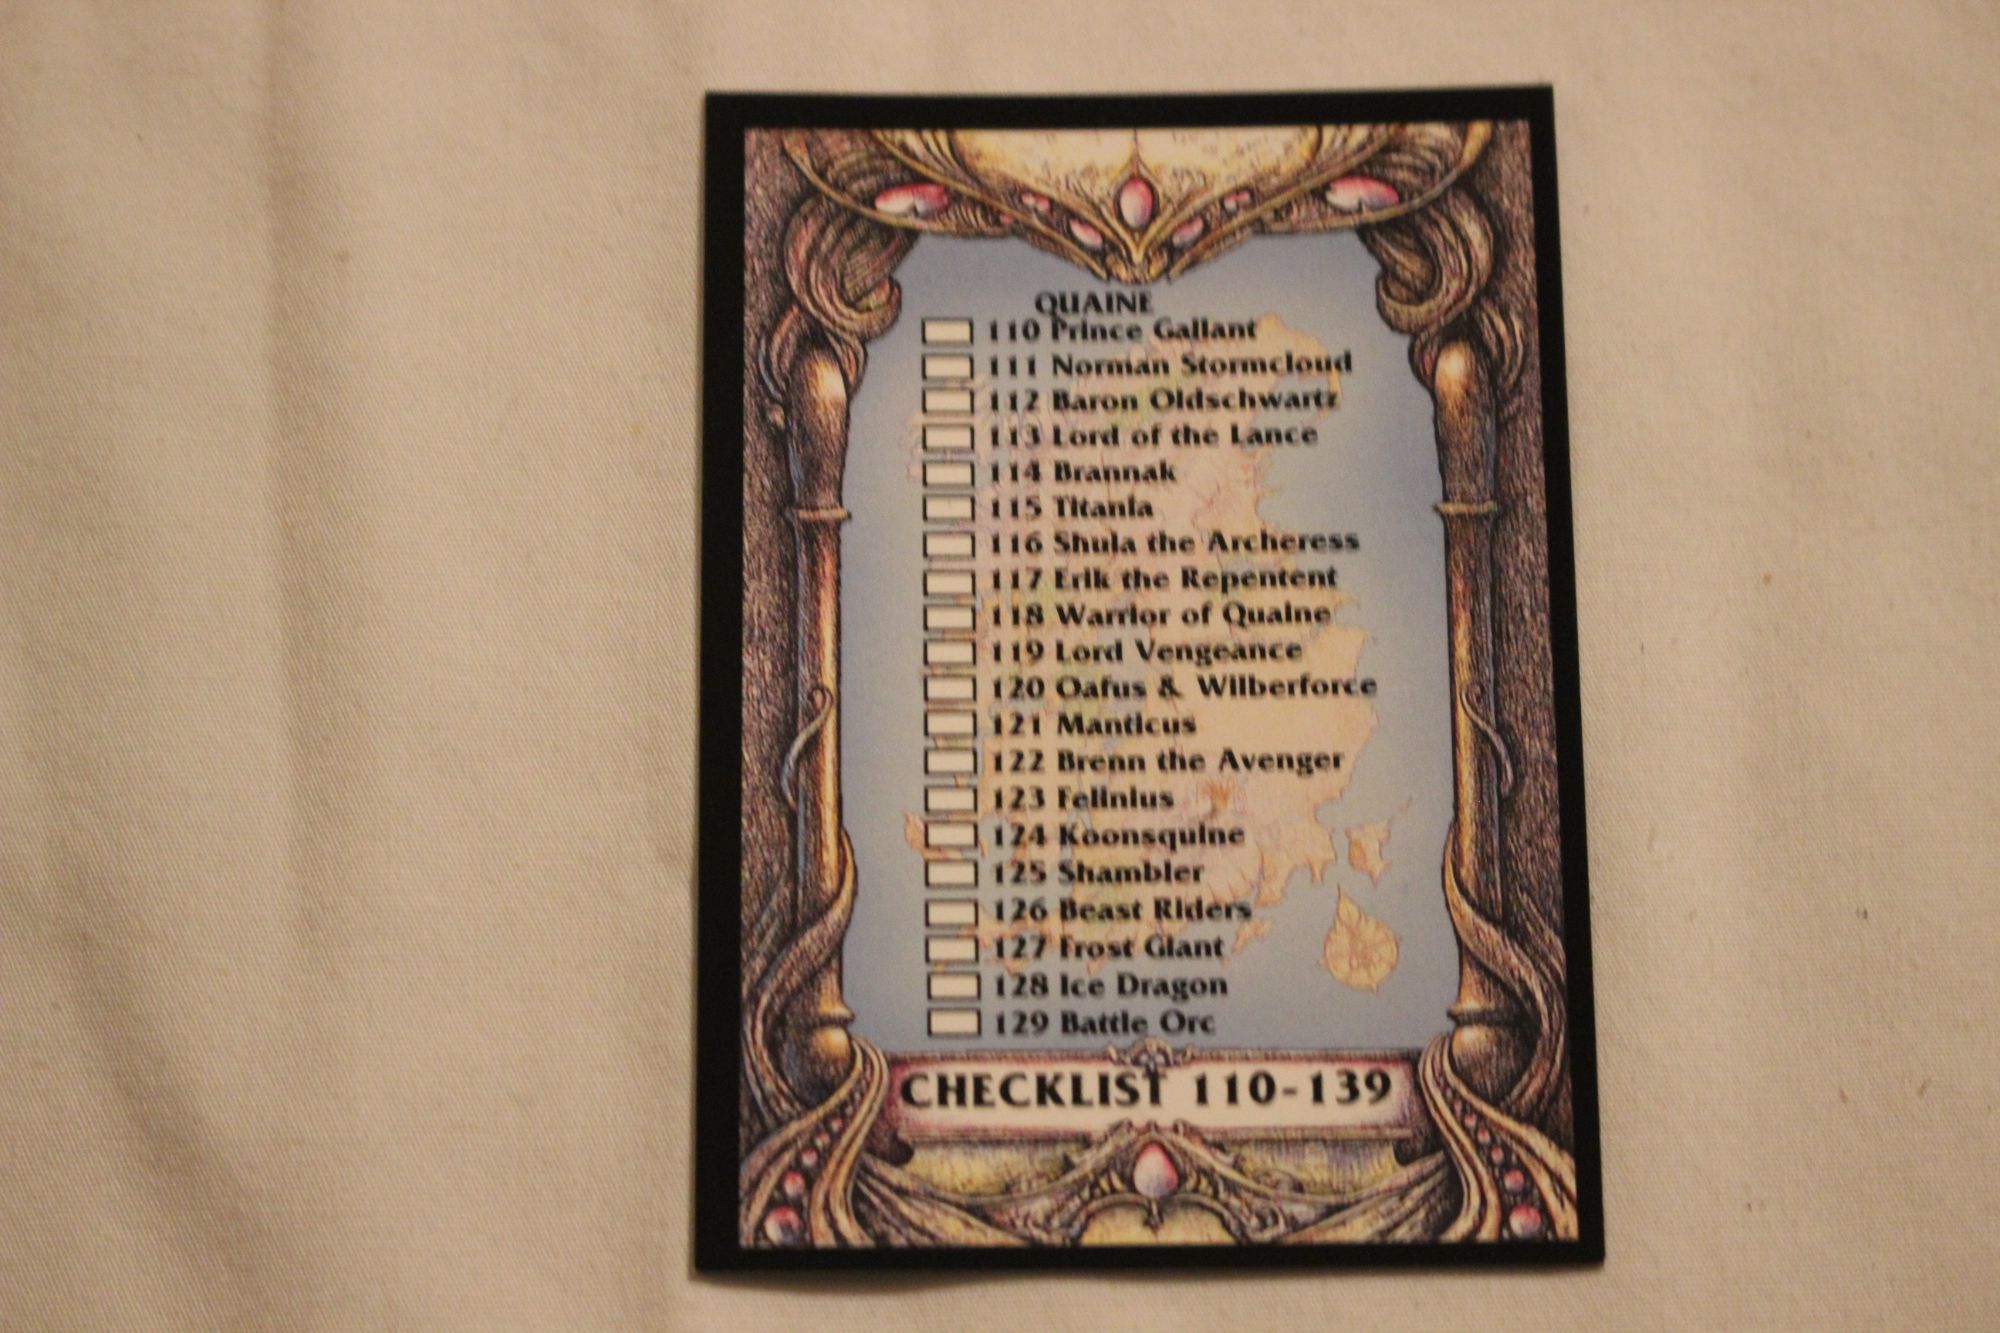 QUAINE
110 Prince Gallant
111 Norman Stormcloud
112 Baron Oldschwartz
113 Lord of the Lance
114 Brannak
115 Titania
116 Shula the Archeress
117 Erik the Repentent
118 Warrior of Quaine
119 Lord Vengeance
120 Oafus & Wilberforce
121 Manticus
122 Brenn the Avenger
123 Felinius
124 Koonsquine
125 Shambler
126 Beast Riders
127 Frost Giant
128 Ice Dragon
129 Battle Orc
CHECKLIST 110-139